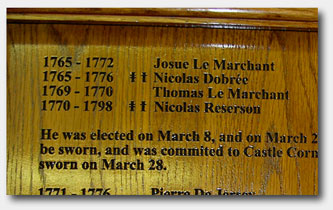 1765 - 1772 Josue Le Marchant
1765 - 1776 ‡‡ Nicolas Dobrée
1769 - 1770 Thomas Le Marchant
1770 - 1798 ‡‡ Nicolas Reserson
He was elected on March 8, and on March 2
be sworn, and was commited to Castle Corn
sworn on March 28.
1771 - 1776 Pierre De Jersey